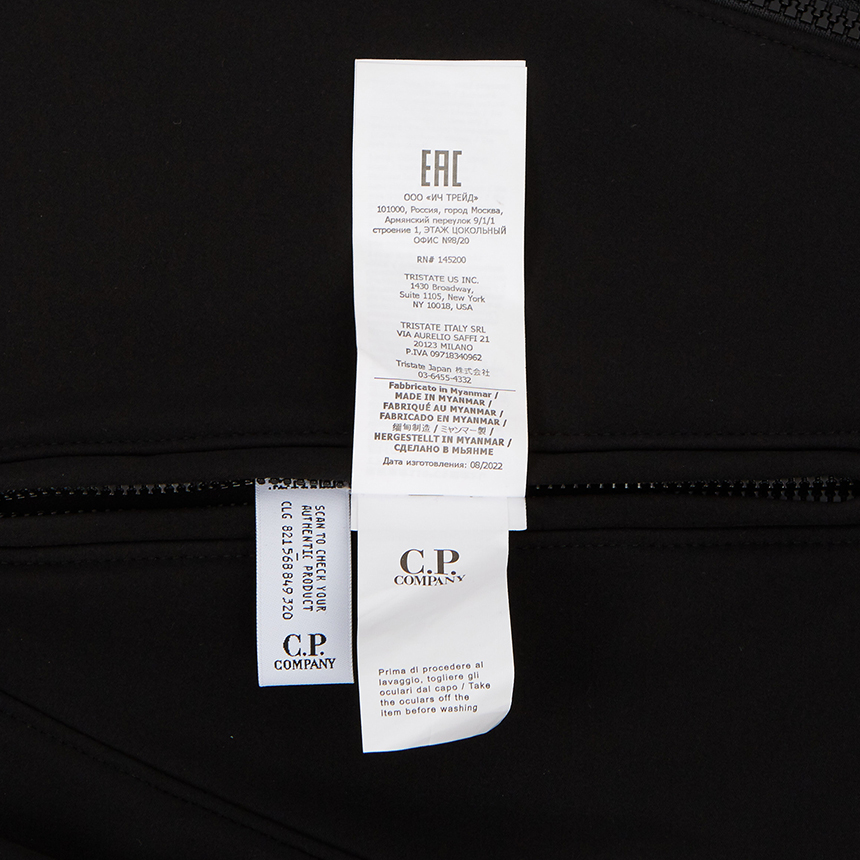 EAC
ООО «ИЧ ТРЕЙД»
101000, Россия, город Москва,
Армянский переулок 9/1/1
строение 1, ЭТАЖ ЦОКОЛЬНЫЙ
ОФИС №8/20
RN# 145200
TRISTATE US INC.
1430 Broadway,
Suite 1105, New York
NY 10018, USA
TRISTATE ITALY SRL
VIA AURELIO SAFFI 21
20123 MILANO
P.IVA 09718340962
Tristate Japan 株式会社
03-6455-4332
Fabbricato in Myanmar /
MADE IN MYANMAR /
FABRIQUÉ AU MYANMAR /
FABRICADO EN MYANMAR /
缅甸制造 / ミャンマー製 /
HERGESTELLT IN MYANMAR /
СДЕЛАНО В МЬЯНМЕ
Дата изготовления: 08/2022
SCAN TO CHECK YOUR
AUTHENTIC PRODUCT
CLG 821568849320
C.P.
COMPANY
C.P.
COMPANY
Prima di procedere al
lavaggio, togliere gli
oculari dal capo / Take
the oculars off the
item before washing